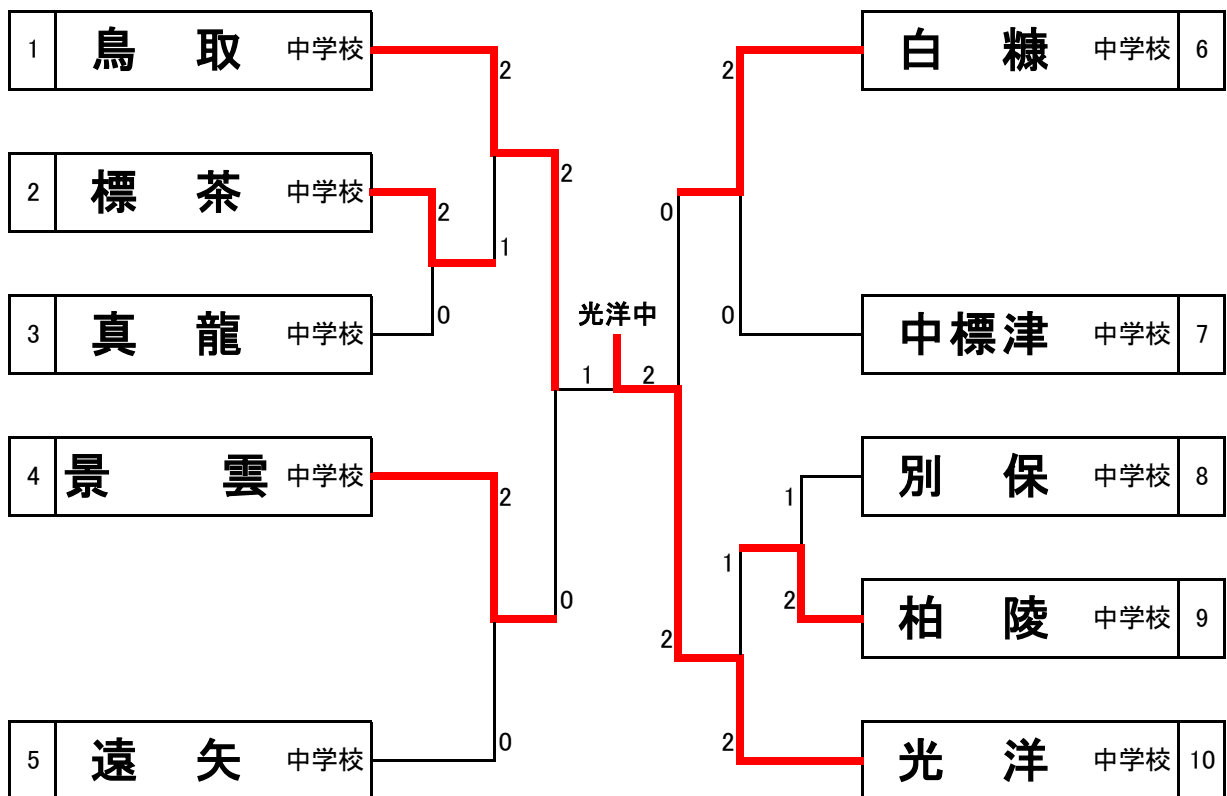 1 鳥 取 中学校
2 標 茶 中学校
3 真 龍 中学校
4 景 雲 中学校
5 遠 矢 中学校
2
2
2
1
0
2
0
0
光洋中
1 2
白 糠 中学校 6
中標津 中学校 7
別 保 中学校 8
柏 陵 中学校 9
光 洋 中学校 10
2
0
0
1
1
2
2
2